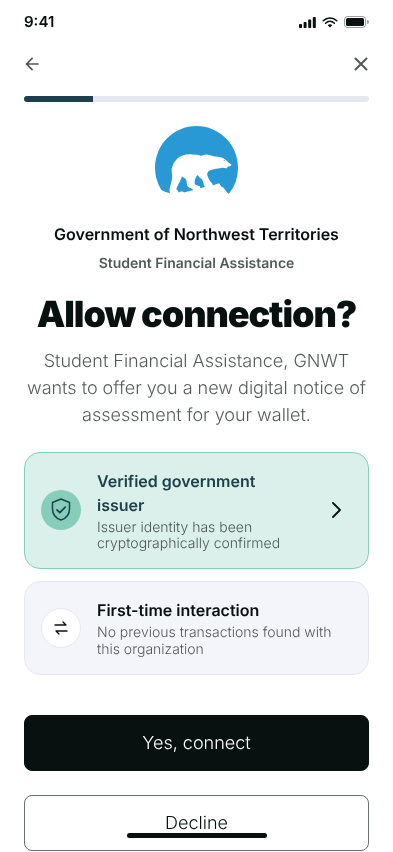 9:41
Government of Northwest Territories
Student Financial Assistance
Allow connection?
Student Financial Assistance, GNWT
wants to offer you a new digital notice of
assessment for your wallet.
Verified government
issuer
Issuer identity has been
cryptographically confirmed
First-time interaction
No previous transactions found with
this organization
Yes, connect
Decline